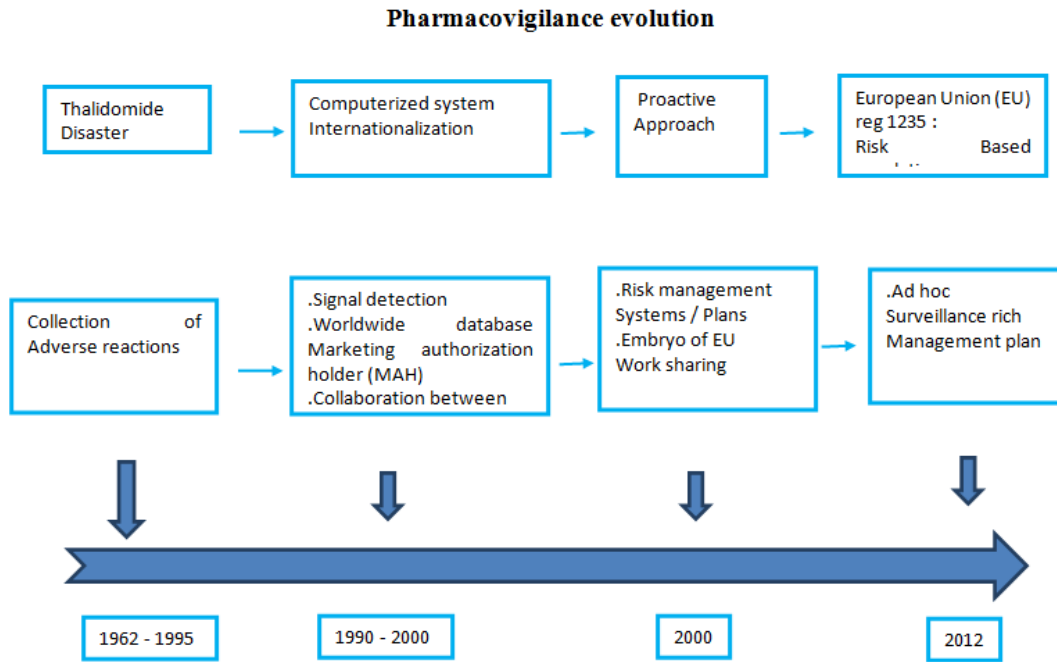 Pharmacovigilance evolution
Thalidomide
Disaster
Computerized system
Internationalization
Proactive
Approach
European Union (EU)
reg 1235 :
Risk Based
Collection of
Adverse reactions
.Signal detection
.Worldwide database
Marketing authorization
holder (MAH)
.Collaboration between
.Risk management
Systems / Plans
.Embryo of EU
Work sharing
.Ad hoc
Surveillance rich
Management plan
1962 - 1995
1990 - 2000
2000
2012